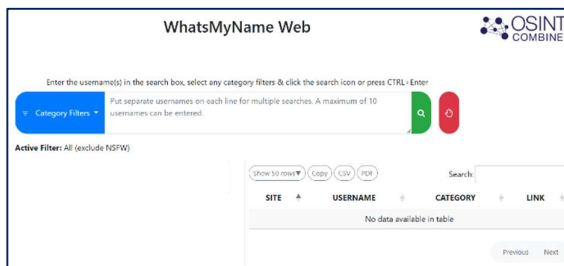 WhatsMyName Web
OSINT
COMBINE
Enter the username(s) in the search box, select any category filters & click the search icon or press CTRL+Enter
Category Filters
Put separate usernames on each line for multiple searches. A maximum of 10
usernames can be entered.
Active Filter: All (exclude NSFW)
Show 50 rows Copy CSV PDF Search:
SITE USERNAME CATEGORY LINK
No data available in table
Previous Next